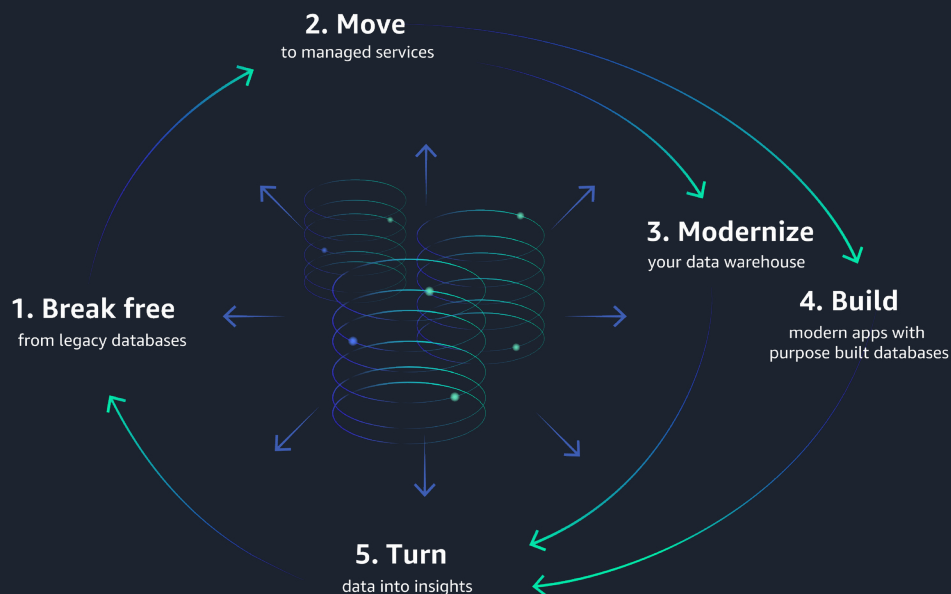 2. Move
to managed services
3. Modernize
your data warehouse
1. Break free
from legacy databases
4. Build
modern apps with
purpose built databases
5. Turn
data into insights